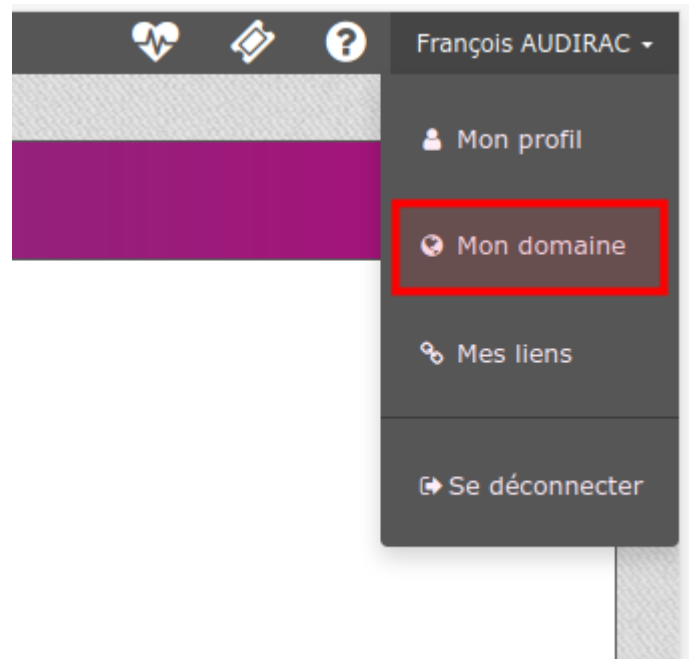 François AUDIRAC
Mon profil
Mon domaine
Mes liens
Se déconnecter